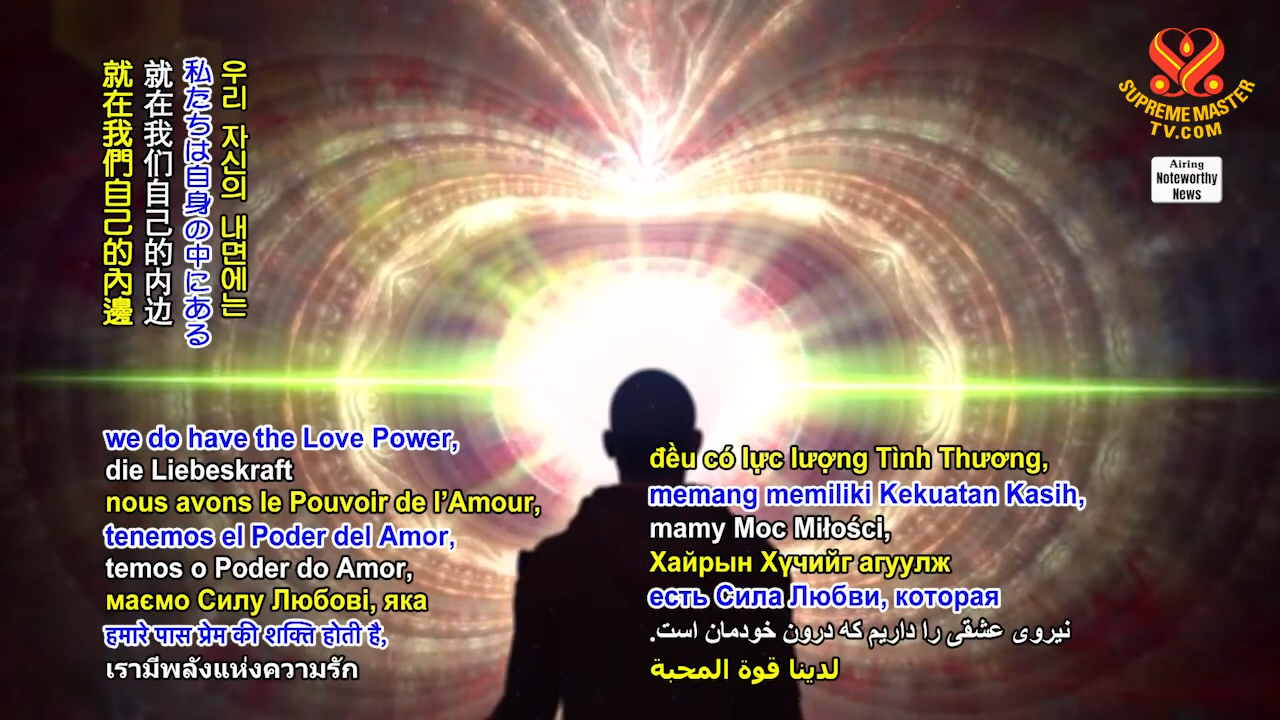 우리 자신의 내면에는
私たちは自身の中にある
就在我们自己的内边
就在我們自己的內邊
we do have the Love Power,
die Liebeskraft
nous avons le Pouvoir de l’Amour,
tenemos el Poder del Amor,
temos o Poder do Amor,
маємо Силу Любові, яка
हमारे पास प्रेम की शक्ति होती है,
เรามีพลังแห่งความรัก
đều có lực lượng Tình Thương,
memang memiliki Kekuatan Kasih,
mamy Moc Miłości,
Хайрын Хүчийг агуулж
есть Сила Любви, которая
نیروی عشقی را داریم که درون خودمان است.
لدينا قوة المحبة
SUPREME MASTER
TV.COM
Airing
Noteworthy
News